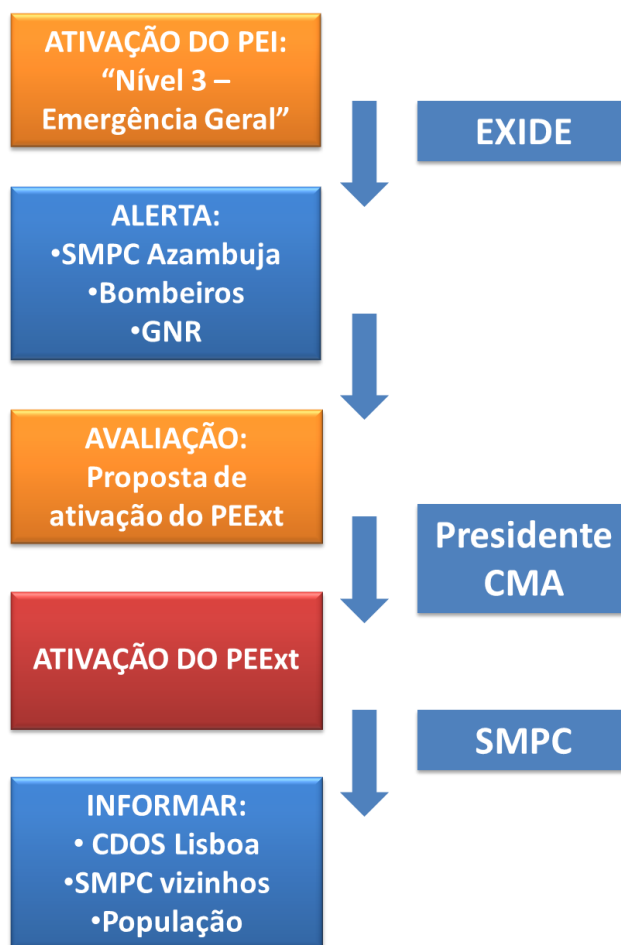 ATIVAÇÃO DO PEI:
“Nível 3 –
Emergência Geral”
EXIDE
ALERTA:
•SMPC Azambuja
•Bombeiros
•GNR
AVALIAÇÃO:
Proposta de
ativação do PEExt
Presidente
CMA
ATIVAÇÃO DO PEExt
SMPC
INFORMAR:
• CDOS Lisboa
•SMPC vizinhos
•População